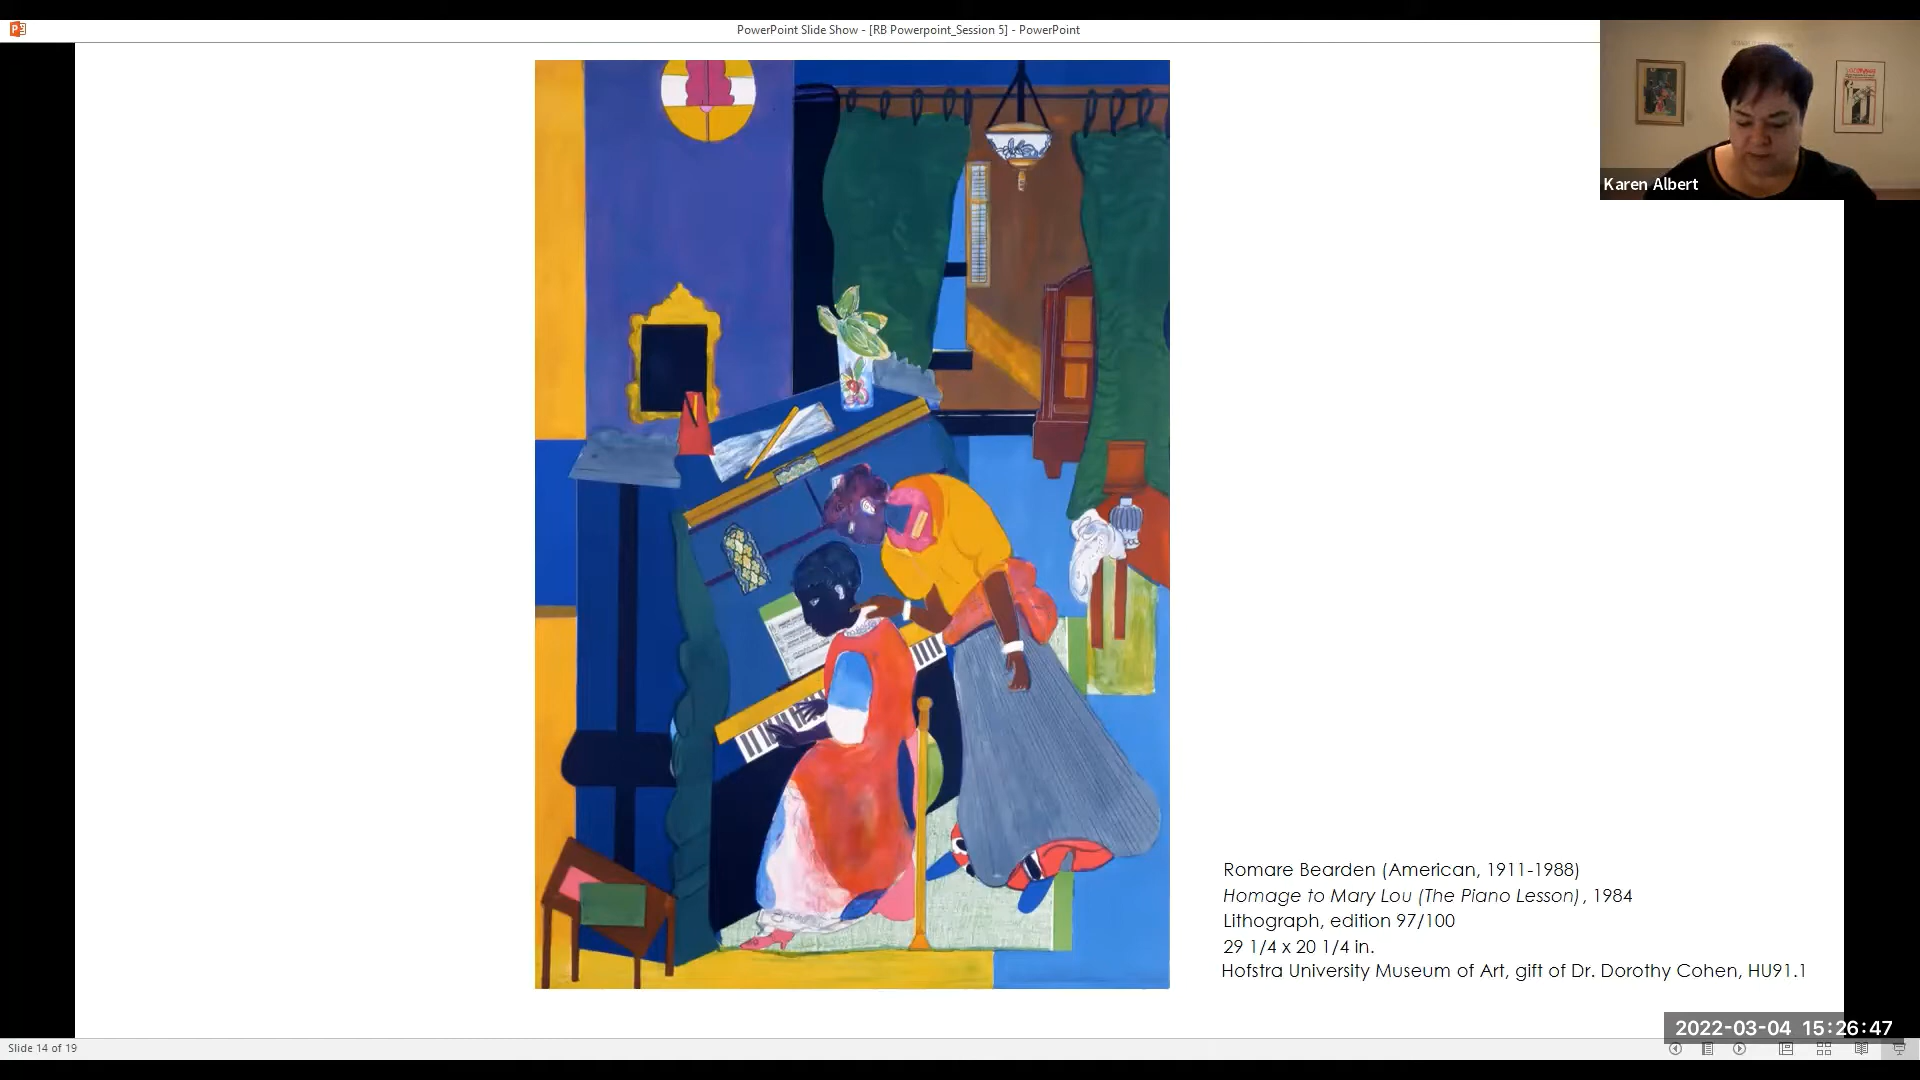 PowerPoint Slide Show - [RB Powerpoint_Session 5] - PowerPoint
Karen Albert
Romare Bearden (American, 1911-1988)
Homage to Mary Lou (The Piano Lesson), 1984
Lithograph, edition 97/100
29 1/4 x 20 1/4 in.
Hofstra University Museum of Art, gift of Dr. Dorothy Cohen, HU91.1
2022-03-04 15:26:47
Slide 14 of 19